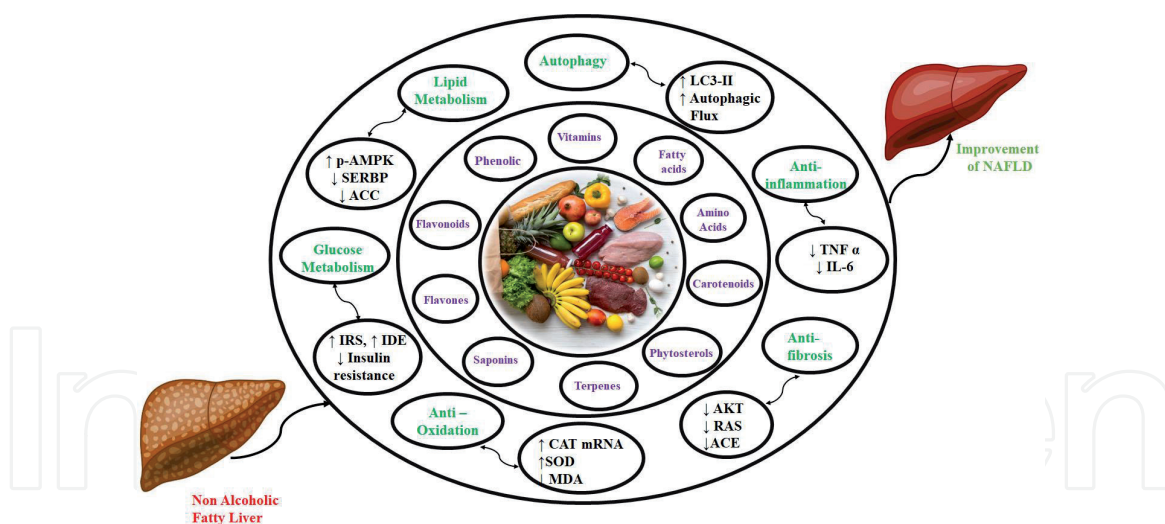 Autophagy
↑ LC3-II
↑ Autophagic
Flux
Lipid
Metabolism
↑ p-AMPK
↓ SERBP
↓ ACC
Glucose
Metabolism
↑ IRS, ↑ IDE
↓ Insulin
resistance
Anti –
Oxidation
↑ CAT mRNA
↑SOD
↓ MDA
Anti-
inflammation
↓ TNF α
↓ IL-6
Anti-
fibrosis
↓ AKT
↓ RAS
↓ACE
Vitamins
Fatty
acids
Amino
Acids
Carotenoids
Phytosterols
Terpenes
Saponins
Flavones
Flavonoids
Phenolic
Improvement
of NAFLD
Non Alcoholic
Fatty Liver
In
en